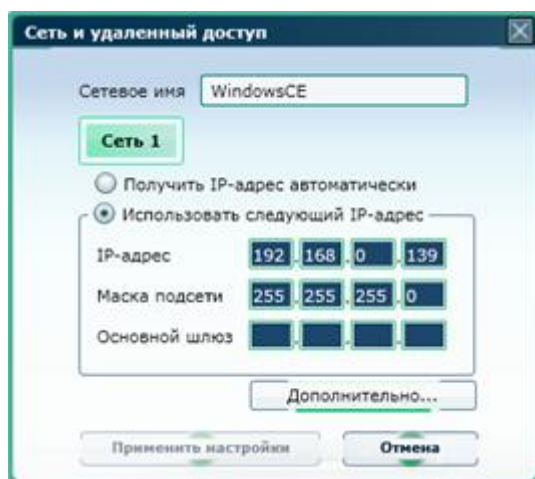 Сеть и удаленный доступ
Сетевое имя WindowsCE
Сеть 1
Получить IP-адрес автоматически
Использовать следующий IP-адрес
IP-адрес 192 . 168 . 0 . 139
Маска подсети 255 . 255 . 255 . 0
Основной шлюз . . .
Дополнительно...
Применить настройки Отмена